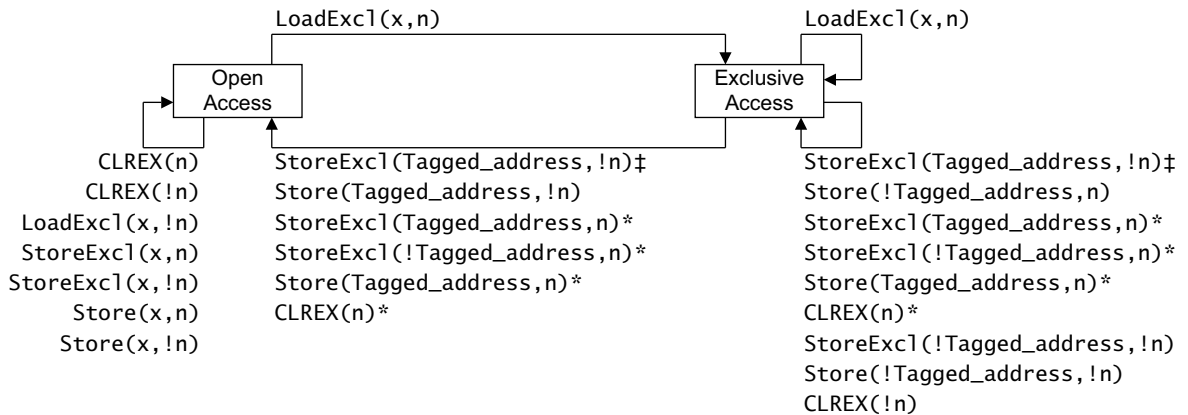 LoadExcl(x,n)
LoadExcl(x,n)
Open
Access
Exclusive
Access
CLREX(n)
CLREX(!n)
LoadExcl(x,!n)
StoreExcl(x,n)
StoreExcl(x,!n)
Store(x,n)
Store(x,!n)
StoreExcl(Tagged_address,!n)‡
Store(Tagged_address,!n)
StoreExcl(Tagged_address,n)*
StoreExcl(!Tagged_address,n)*
Store(Tagged_address,n)*
CLREX(n)*
StoreExcl(Tagged_address,!n)‡
Store(!Tagged_address,n)
StoreExcl(Tagged_address,n)*
StoreExcl(!Tagged_address,n)*
Store(Tagged_address,n)*
CLREX(n)*
StoreExcl(!Tagged_address,!n)
Store(!Tagged_address,!n)
CLREX(!n)